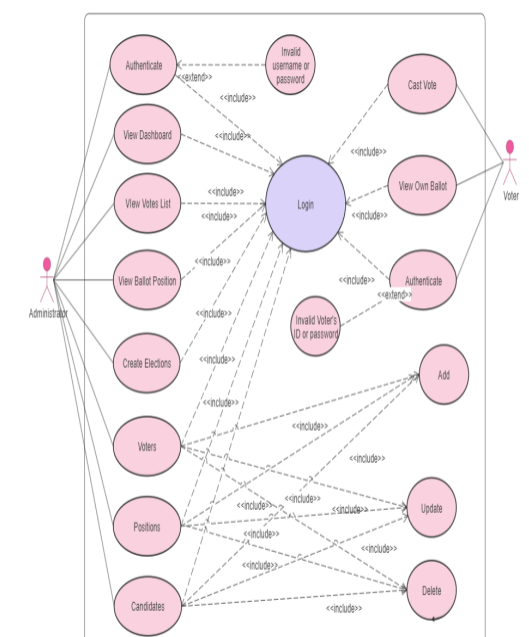 Authenticate
<<extend>>
Invalid
username or
password
<<include>>
Cast Vote
View Dashboard
<<include>>
<<include>>
View Votes List
<<include>>
<<include>>
Login
View Own Ballot
<<include>>
Voter
View Ballot Position
<<include>>
<<include>>
Authenticate
<<extend>>
Administrator
<<include>>
Invalid Voter's
ID or password
Create Elections
<<include>>
Add
<<include>>
Voters
<<include>>
<<include>>
Positions
<<include>>
<<include>>
Update
<<include>>
<<include>>
<<include>>
Candidates
Delete
<<include>>